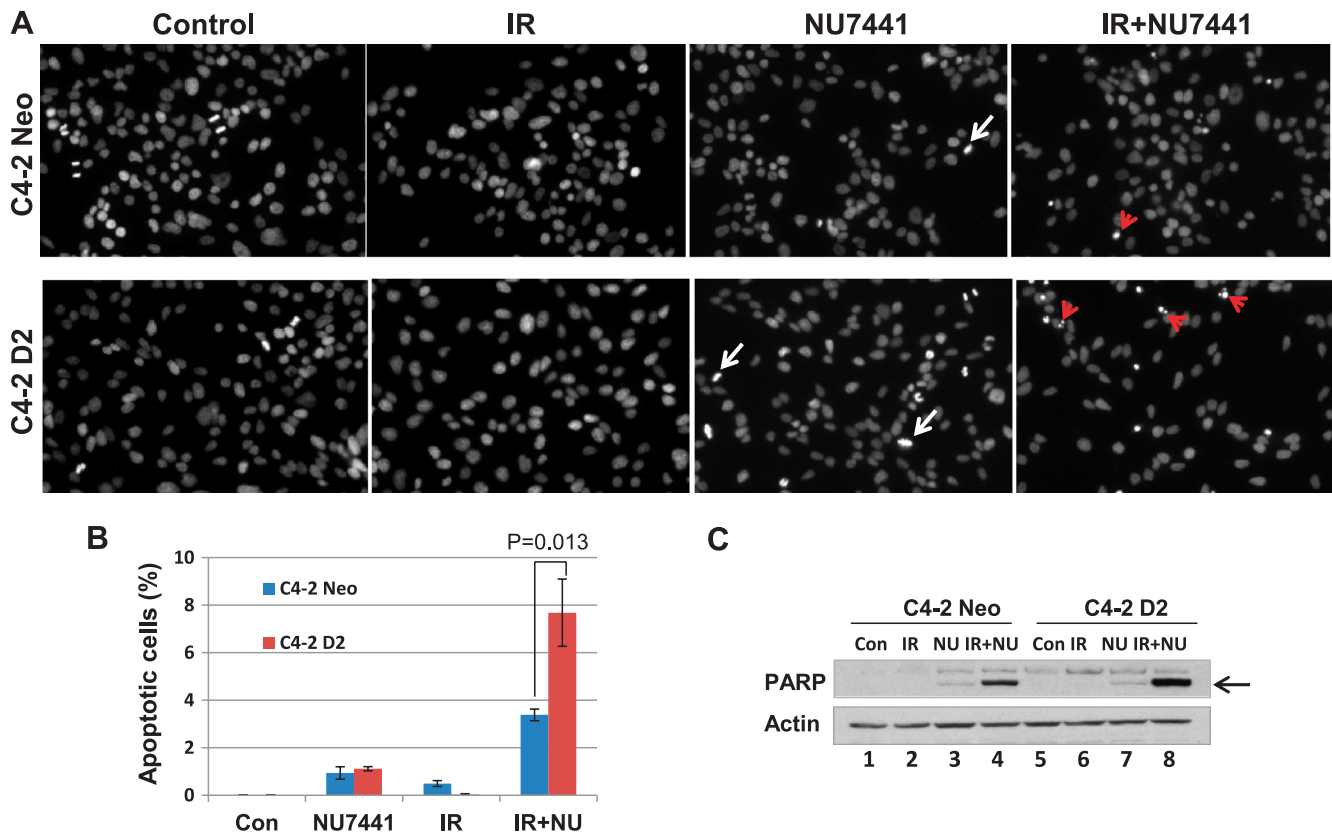 A
Control
IR
NU7441
IR+NU7441
C4-2 Neo
C4-2 D2
B
P=0.013
Apoptotic cells (%)
10
8
6
4
2
0
C4-2 Neo
C4-2 D2
Con
NU7441
IR
IR+NU
C
C4-2 Neo
C4-2 D2
Con IR NU IR+NU Con IR NU IR+NU
PARP
Actin
1 2 3 4 5 6 7 8